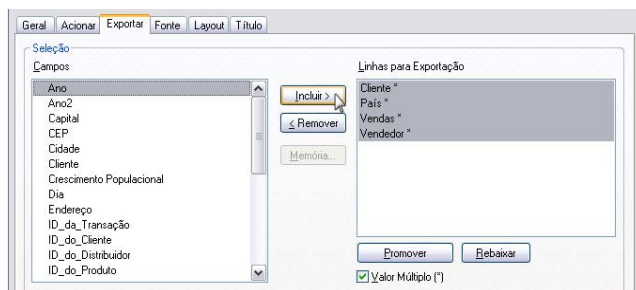 Geral Acionar Exportar Fonte Layout Título
Seleção
Campos
Ano
Ano2
Capital
CEP
Cidade
Cliente
Crescimento Populacional
Dia
Endereço
ID_da_Transação
ID_do_Cliente
ID_do_Distribuidor
ID_do_Produto
Incluir >
< Remover
Memória...
Linhas para Exportação
Cliente *
País *
Vendas *
Vendedor *
Promover Rebaixar
Valor Múltiplo (*)